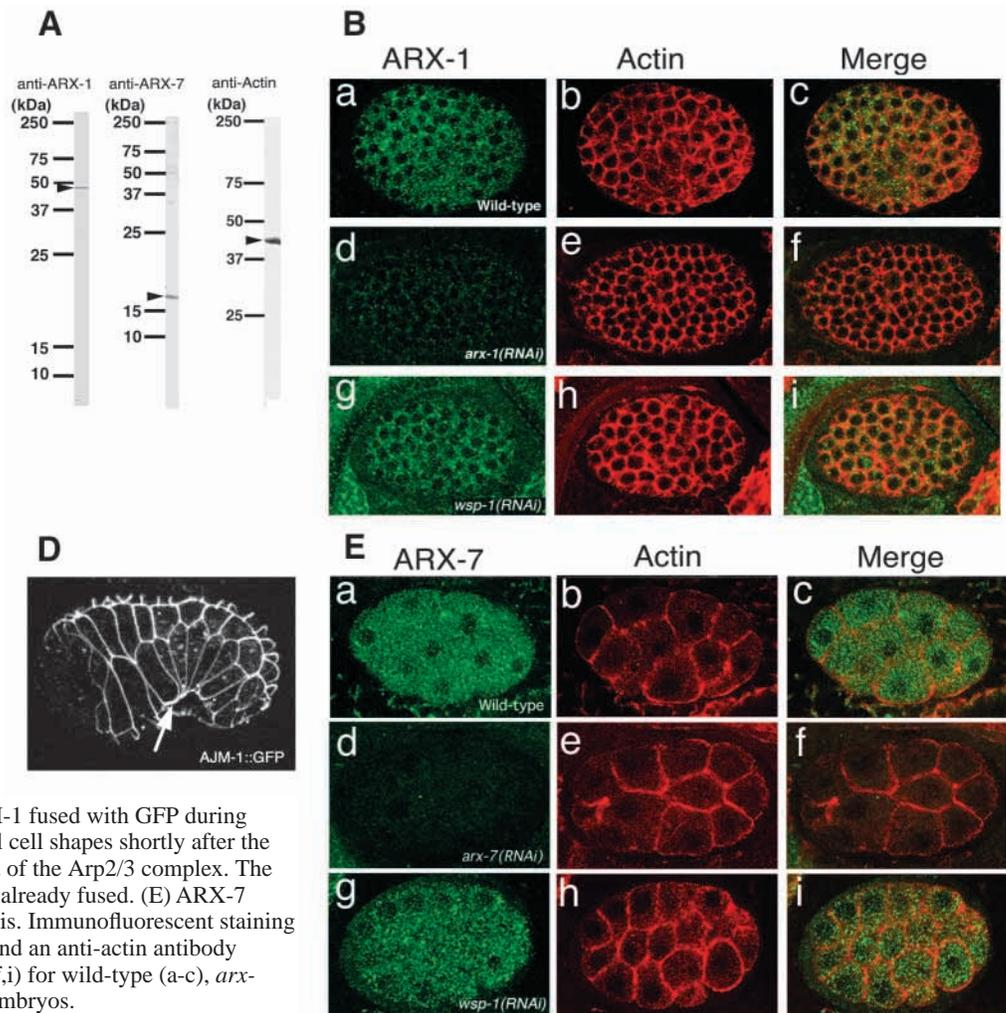 A
anti-ARX-1 anti-ARX-7 anti-Actin
(kDa) (kDa) (kDa)
250
75
50
37
25
15
10
250
75
50
37
25
15
10
250
75
50
37
25
B
ARX-1 Actin Merge
a b c
Wild-type
d e f
arx-1(RNAi)
g h i
wsp-1(RNAi)
D
AJM-1::GFP
E
ARX-7 Actin Merge
a b c
Wild-type
d e f
arx-7(RNAi)
g h i
wsp-1(RNAi)
fused with GFP during
cell shapes shortly after the
of the Arp2/3 complex. The
already fused. (E) ARX-7
is. Immunofluorescent staining
and an anti-actin antibody
f,i) for wild-type (a-c), arx-
mbryos.